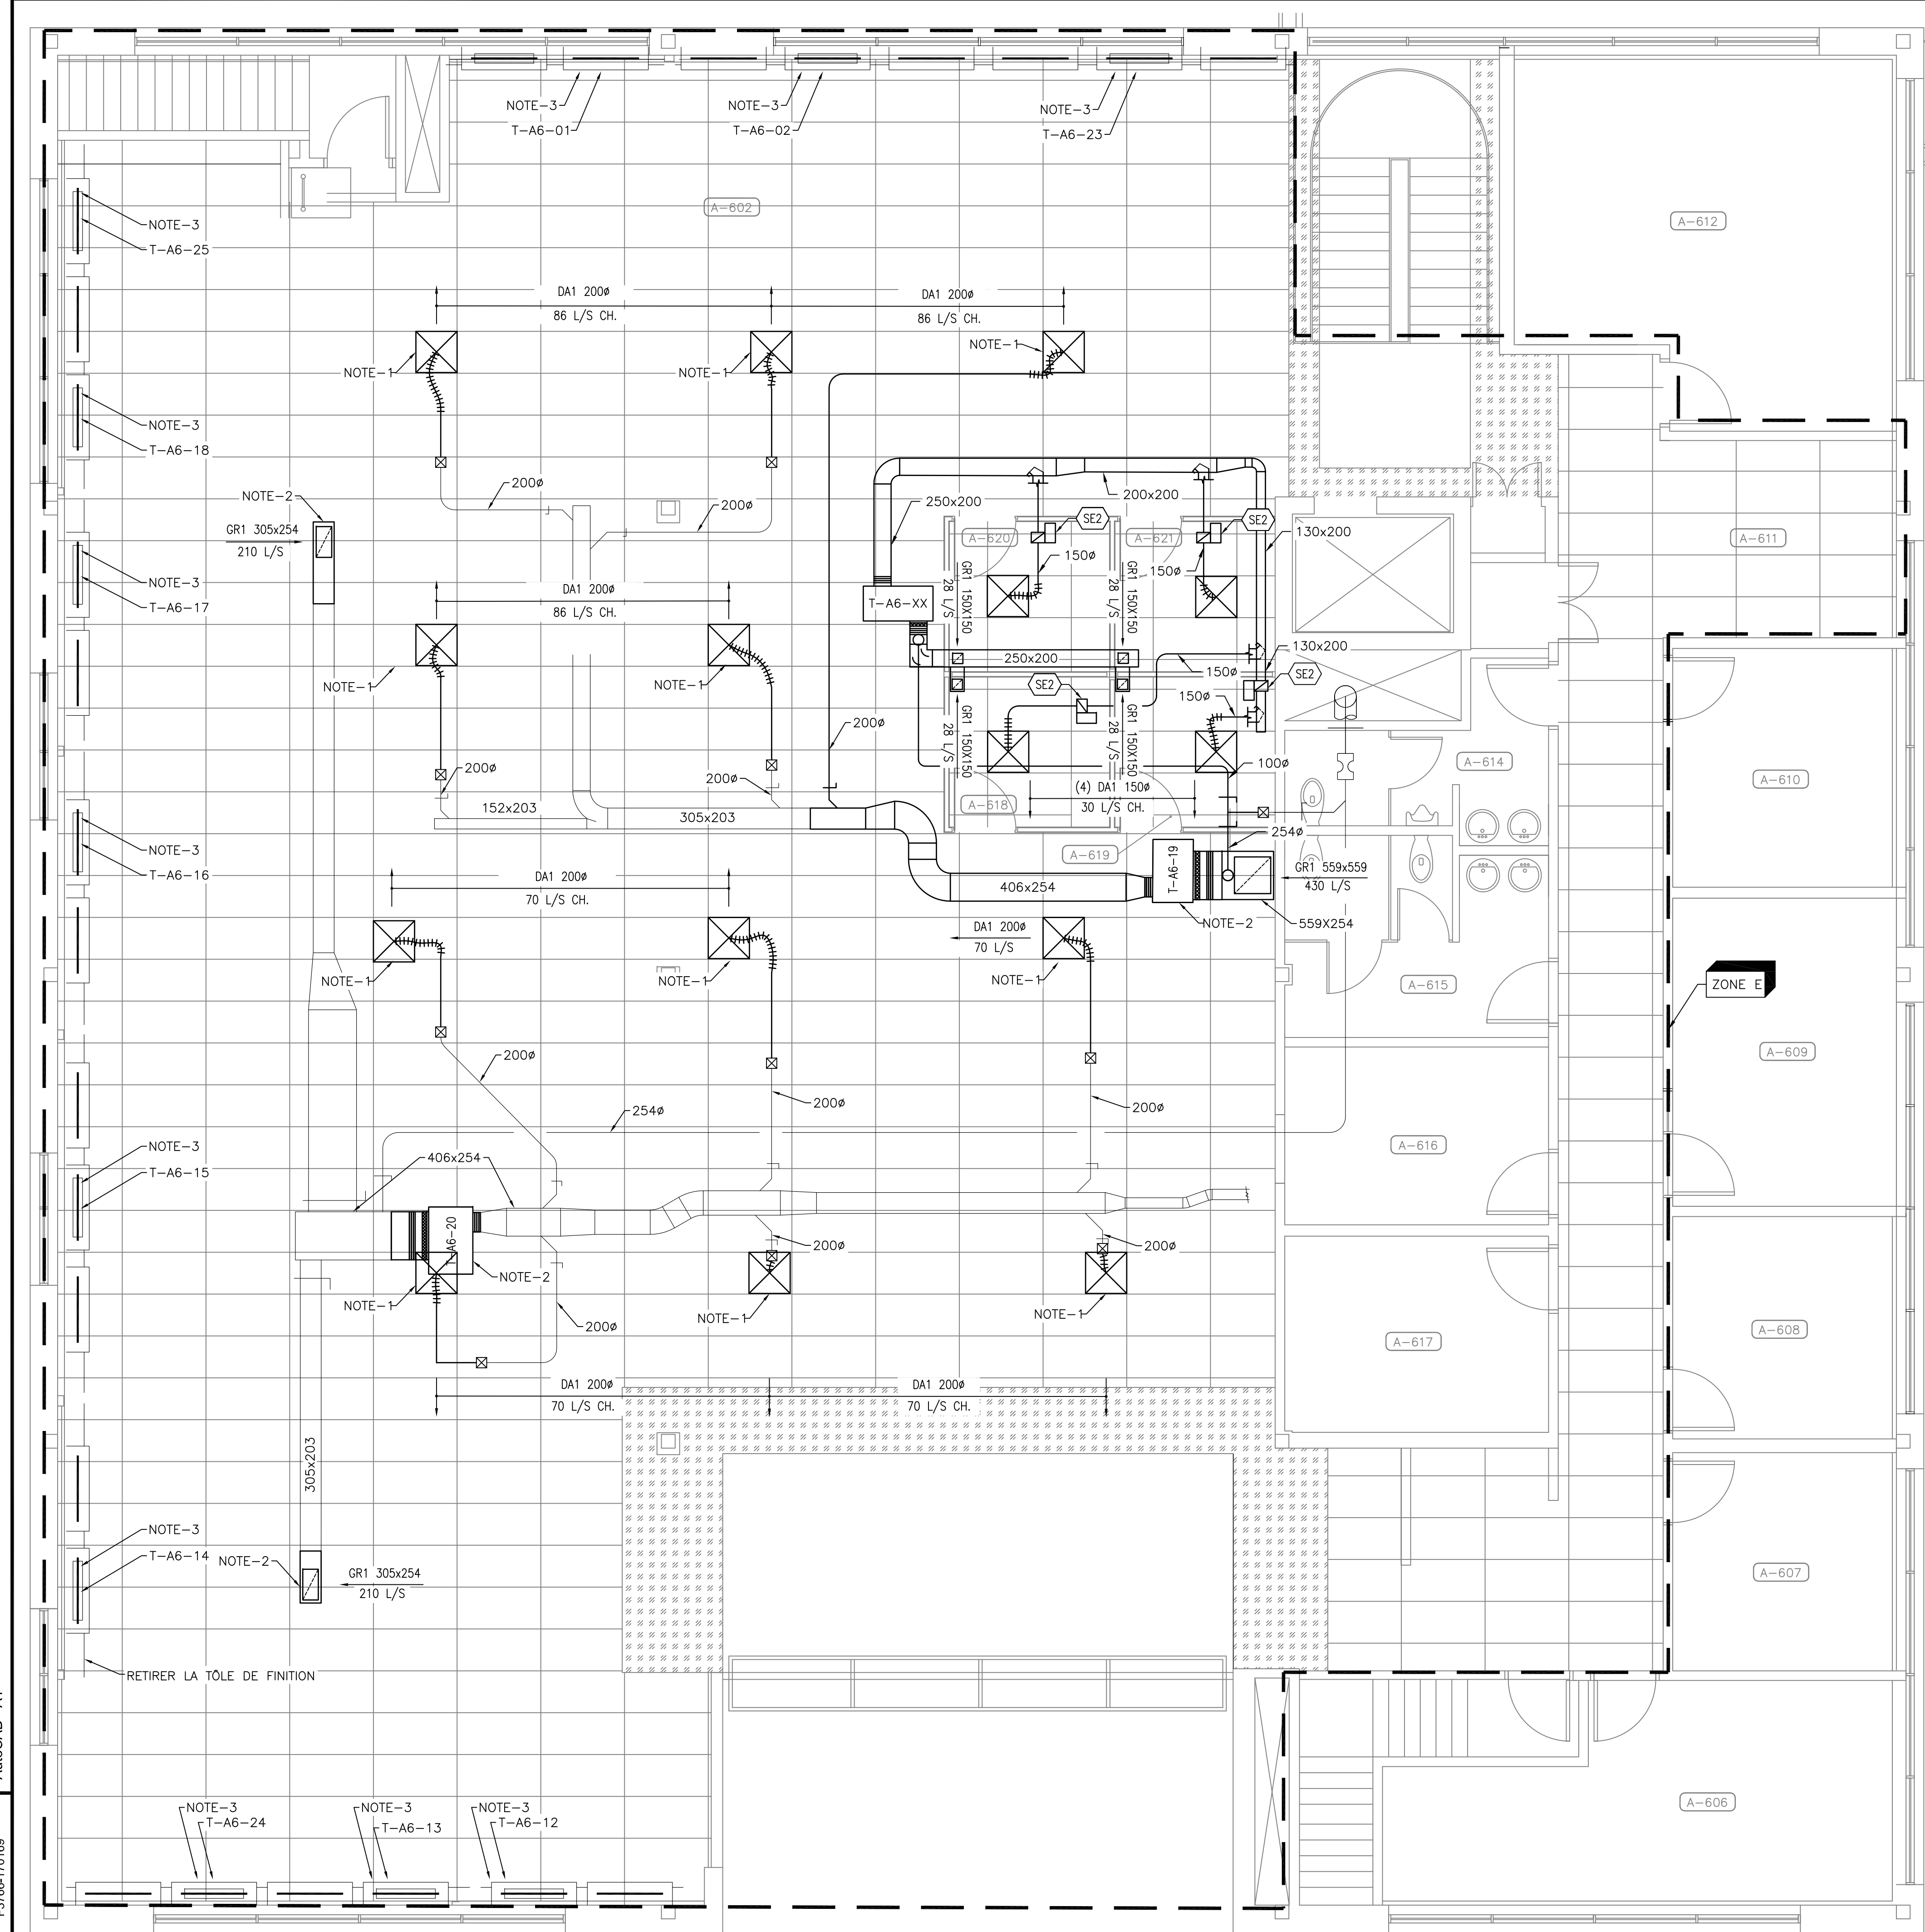 NOTE-3
T-A6-01
NOTE-3
T-A6-02
NOTE-3
T-A6-23
A-602
A-612
NOTE-3
T-A6-25
DA1 200ø
86 L/S CH.
DA1 200ø
86 L/S CH.
NOTE-1
NOTE-1
NOTE-1
NOTE-3
T-A6-18
NOTE-2
GR1 305x254
210 L/S
200ø
200ø
250x200
200x200
SE2
SE2
A-620
A-621
130x200
A-611
150ø
150ø
NOTE-3
T-A6-17
DA1 200ø
86 L/S CH.
T-A6-XX
GR1 150X150
28 L/S
GR1 150X150
28 L/S
250x200
130x200
NOTE-1
NOTE-1
SE2
150ø
SE2
150ø
200ø
GR1 150X150
28 L/S
GR1 150X150
28 L/S
200ø
200ø
100ø
A-614
A-610
152x203
305x203
A-618
(4) DA1 150ø
30 L/S CH.
254ø
NOTE-3
T-A6-16
A-619
T-A6-19
GR1 559x559
430 L/S
DA1 200ø
70 L/S CH.
406x254
NOTE-2
559X254
DA1 200ø
70 L/S
NOTE-1
NOTE-1
NOTE-1
A-615
ZONE E
A-609
200ø
254ø
200ø
200ø
A-616
NOTE-3
T-A6-15
406x254
A6-20
200ø
200ø
NOTE-2
NOTE-1
NOTE-1
NOTE-1
200ø
A-617
A-608
DA1 200ø
70 L/S CH.
DA1 200ø
70 L/S CH.
305x203
NOTE-3
T-A6-14
NOTE-2
GR1 305x254
210 L/S
A-607
RETIRER LA TÔLE DE FINITION
NOTE-3
T-A6-24
NOTE-3
T-A6-13
NOTE-3
T-A6-12
A-606